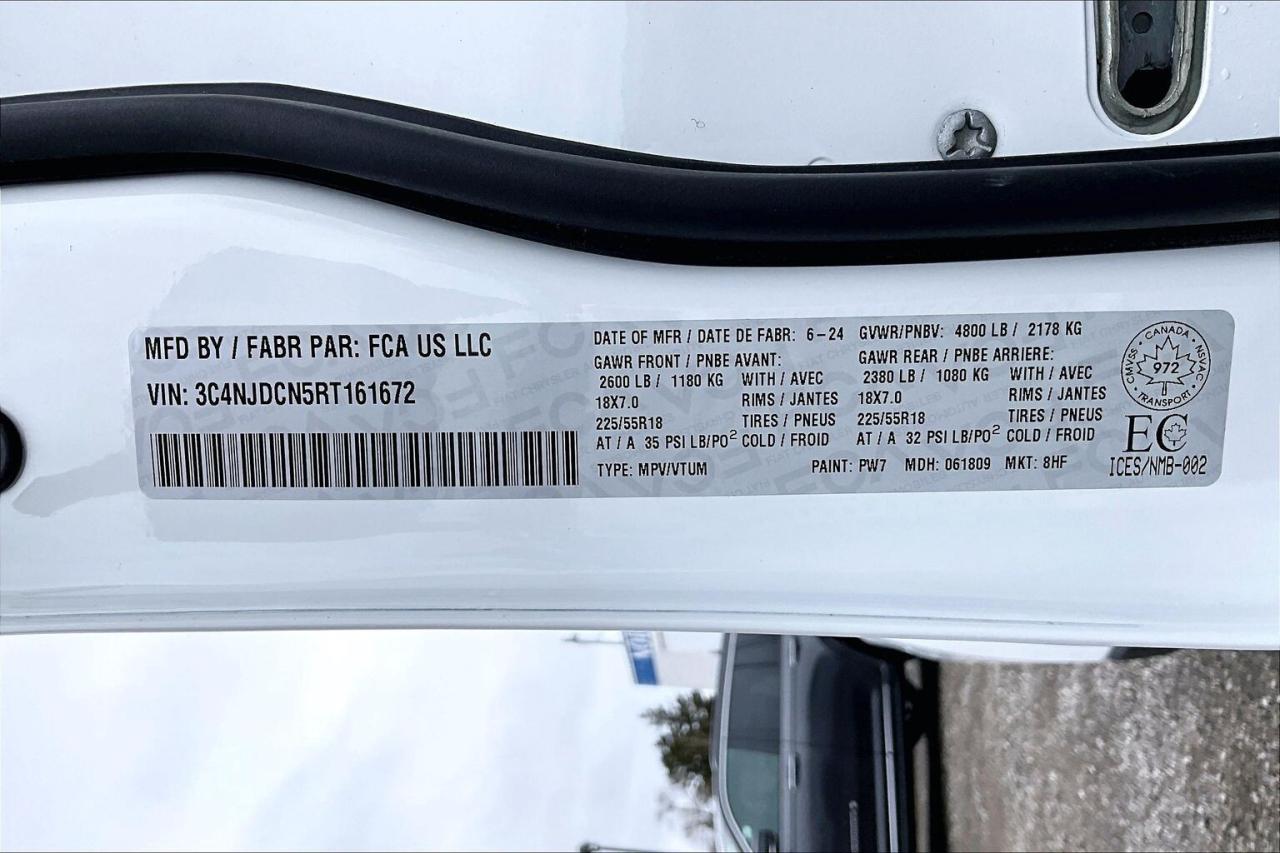 MFD BY / FABR PAR: FCA US LLC
VIN: 3C4NJDCN5RT161672
DATE OF MFR / DATE DE FABR: 6-24 GVWR/PNBV: 4800 LB / 2178 KG
GAWR FRONT / PNBE AVANT: GAWR REAR / PNBE ARRIERE:
2600 LB / 1180 KG WITH / AVEC 2380 LB / 1080 KG WITH / AVEC
18X7.0 RIMS / JANTES 18X7.0 RIMS / JANTES
225/55R18 TIRES / PNEUS 225/55R18 TIRES / PNEUS
AT / A 35 PSI LB/PO² COLD / FROID AT / A 32 PSI LB/PO² COLD / FROID
TYPE: MPV/VTUM PAINT: PW7 MDH: 061809 MKT: 8HF
CANADA
CMVSS 972 NSVAC
TRANSPORT
EC
ICES/NMB-002